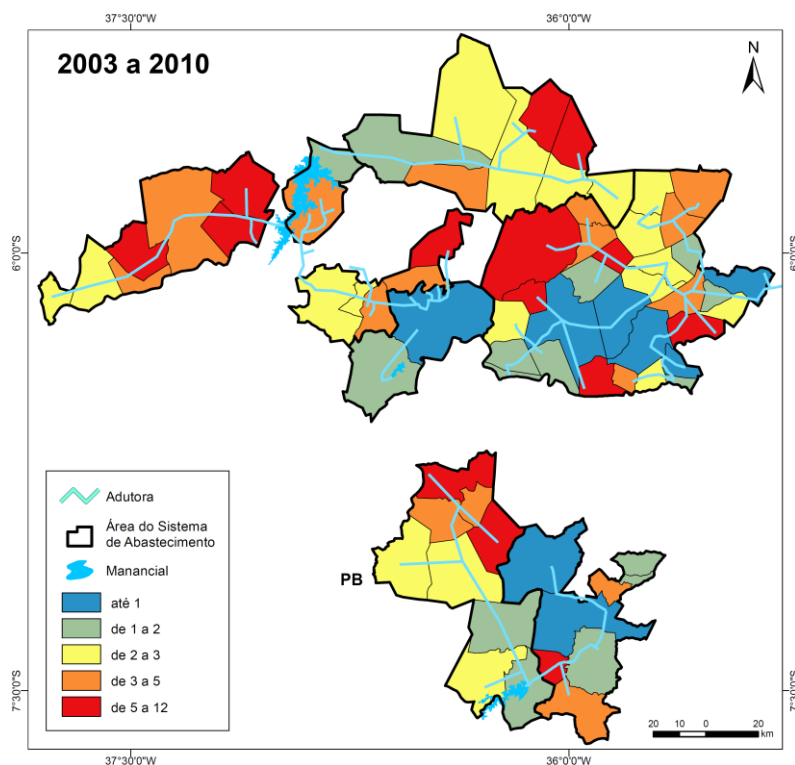 37°30'0"W
36°0'0"W
2003 a 2010
N
6°0'0"S
6°0'0"S
Adutora
Área do Sistema
de Abastecimento
Manancial
até 1
de 1 a 2
de 2 a 3
de 3 a 5
de 5 a 12
PB
7°30'0"S
7°30'0"S
20 10 0 20
km
37°30'0"W
36°0'0"W